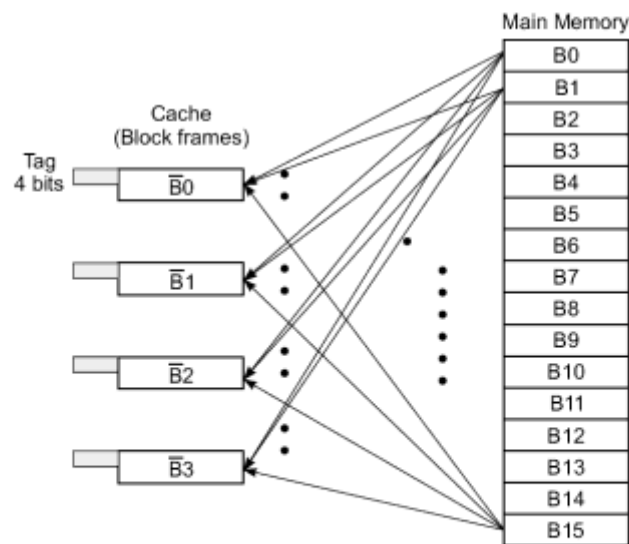 Main Memory
B0
B1
B2
B3
B4
B5
B6
B7
B8
B9
B10
B11
B12
B13
B14
B15
Cache
(Block frames)
Tag
4 bits
B̅0
B̅1
B̅2
B̅3